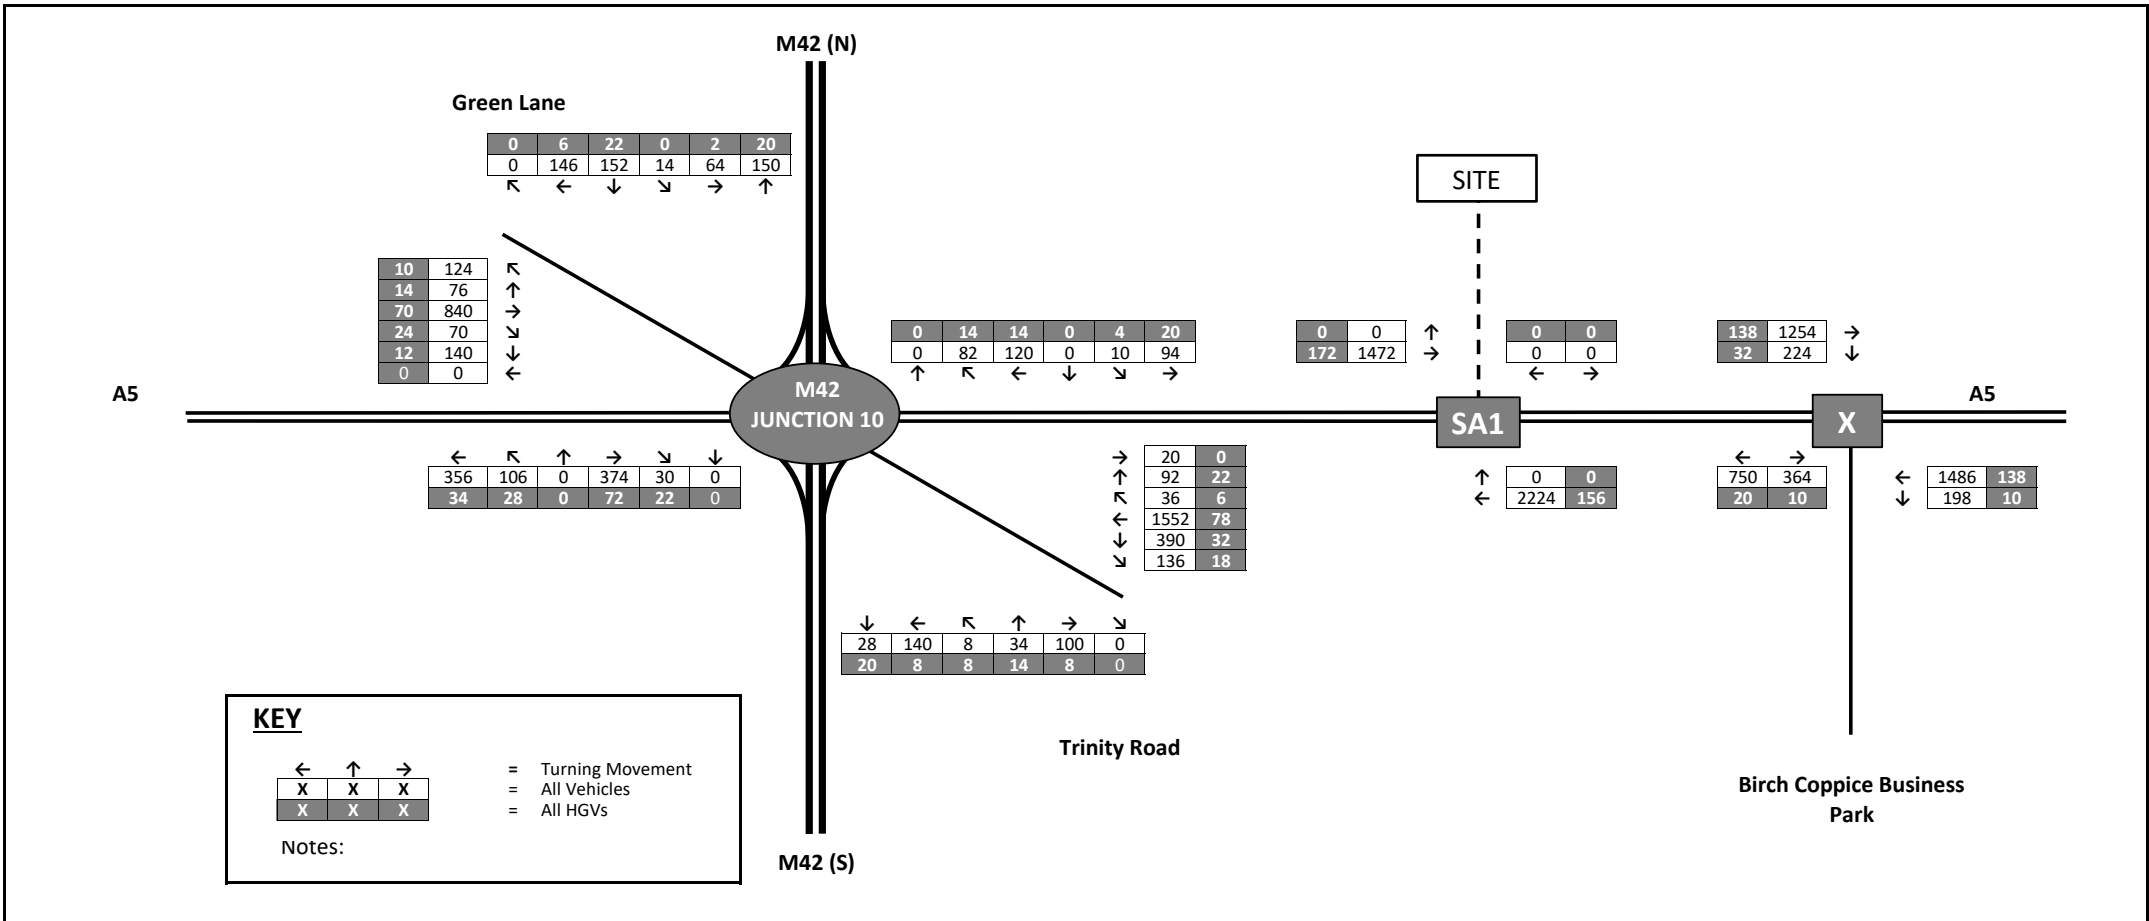 M42 (N)
Green Lane
0 6 22 0 2 20
0 146 152 14 64 150
↖ ← ↓ ↘ → ↑
SITE
10 124 ↖
14 76 ↑
70 840 →
24 70 ↘
12 140 ↓
0 0 ←
0 14 14 0 4 20
0 82 120 0 10 94
↑ ↖ ← ↓ ↘ →
0 0 ↑
172 1472 →
0 0
0 0
← →
138 1254 →
32 224 ↓
A5
M42
JUNCTION 10
SA1
X
A5
← ↖ ↑ → ↘ ↓
356 106 0 374 30 0
34 28 0 72 22 0
→ 20 0
↑ 92 22
↖ 36 6
← 1552 78
↓ 390 32
↘ 136 18
↑ 0 0
← 2224 156
← →
750 364
20 10
← 1486 138
↓ 198 10
↓ ← ↖ ↑ → ↘
28 140 8 34 100 0
20 8 8 14 8 0
KEY
← ↑ → = Turning Movement
X X X = All Vehicles
X X X = All HGVs
Notes:
Trinity Road
Birch Coppice Business
Park
M42 (S)